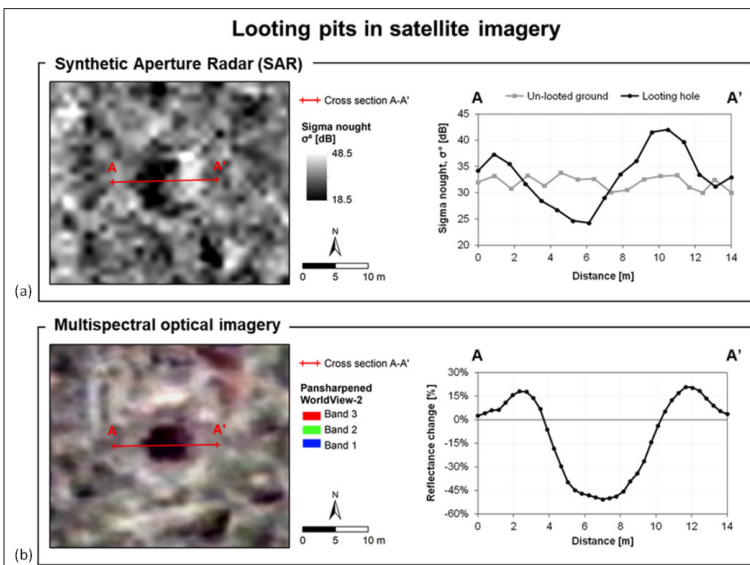 Looting pits in satellite imagery
Synthetic Aperture Radar (SAR)
A
A'
Cross section A-A'
Sigma nought
σ° [dB]
48.5
18.5
N
0 5 10 m
A
A'
Un-looted ground
Looting hole
Sigma nought, σ° [dB]
45
40
35
30
25
20
0 2 4 6 8 10 12 14
Distance [m]
(a)
Multispectral optical imagery
A
A'
Cross section A-A'
Pansharpened
WorldView-2
Band 3
Band 2
Band 1
N
0 5 10 m
A
A'
Reflectance change [%]
30%
15%
0%
-15%
-30%
-45%
-60%
0 2 4 6 8 10 12 14
Distance [m]
(b)